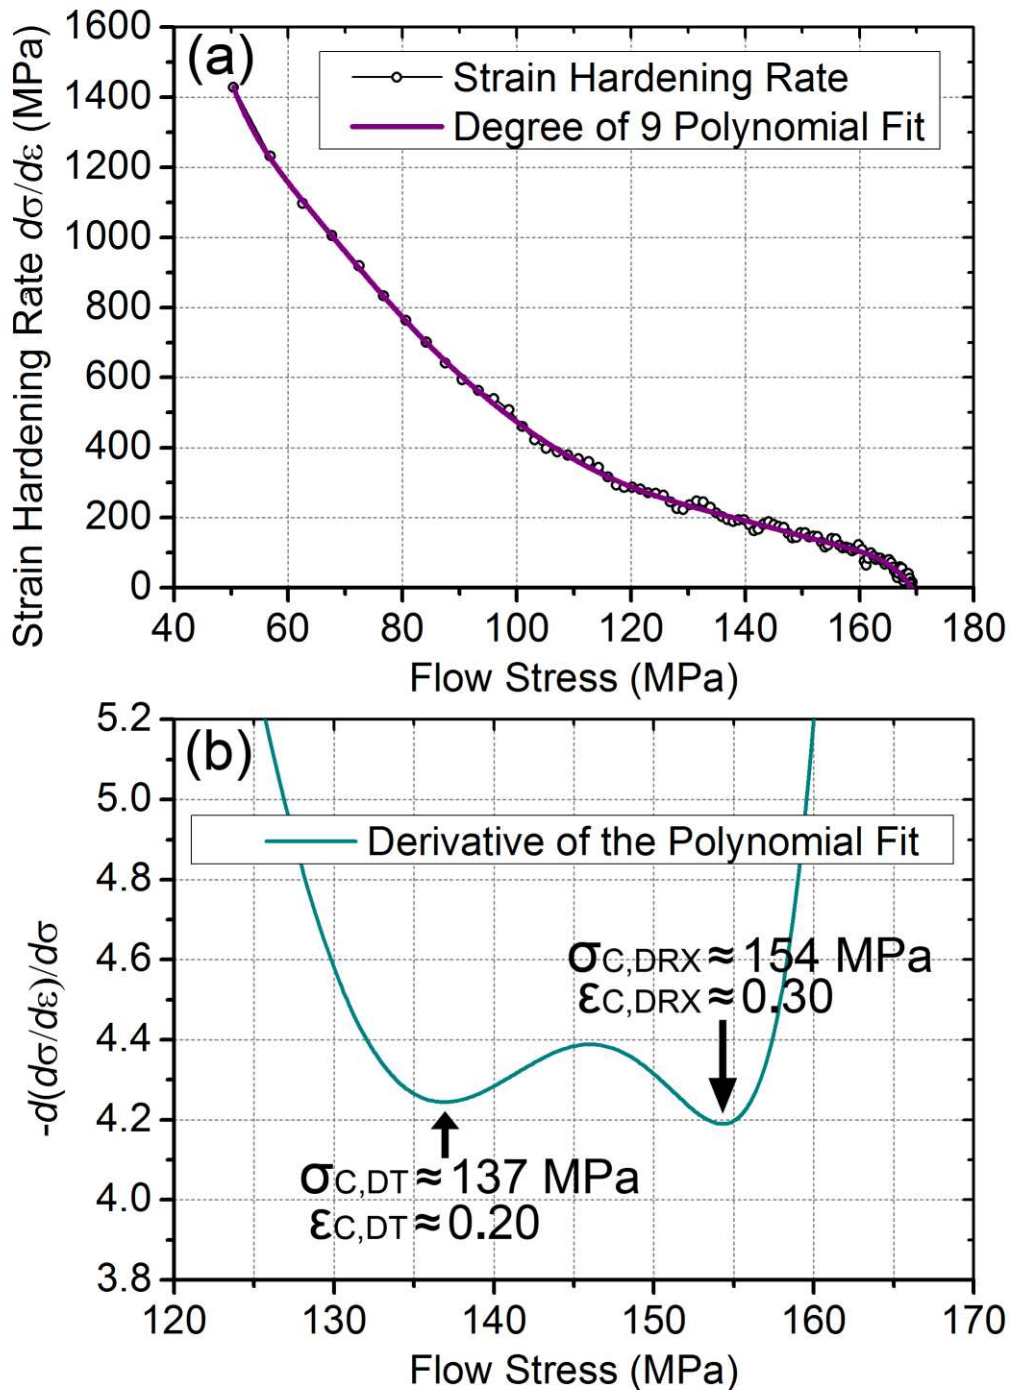 (a)
Strain Hardening Rate
Degree of 9 Polynomial Fit
Strain Hardening Rate dσ/dε (MPa)
1600
1400
1200
1000
800
600
400
200
0
40 60 80 100 120 140 160 180
Flow Stress (MPa)
(b)
Derivative of the Polynomial Fit
-d(dσ/dε)/dσ
5.2
5.0
4.8
4.6
4.4
4.2
4.0
3.8
σC,DRX ≈ 154 MPa
εC,DRX ≈ 0.30
σC,DT ≈ 137 MPa
εC,DT ≈ 0.20
120 130 140 150 160 170
Flow Stress (MPa)